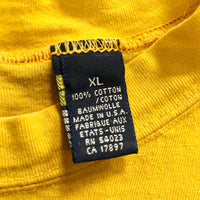 XL
100% COTTON
/COTON
BAUMWOLLE
MADE IN U.S.A.
FABRIQUE AUX
ETATS - UNIS
RN 54023
CA 17897